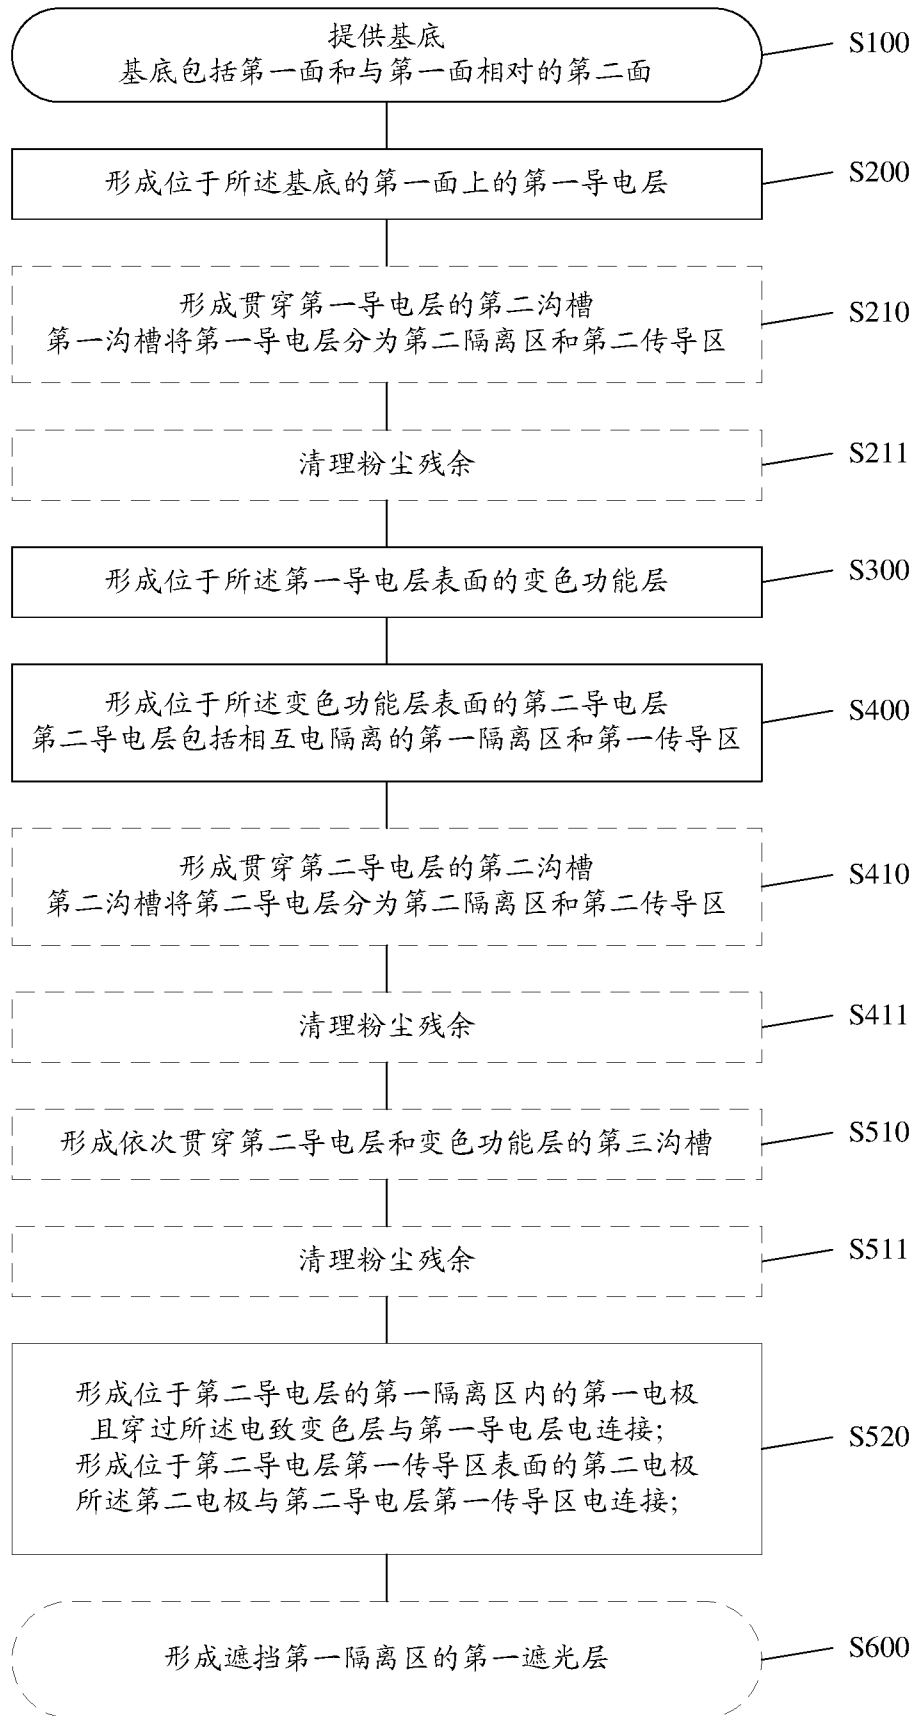 提供基底
基底包括第一面和与第一面相对的第二面
S100
形成位于所述基底的第一面上的第一导电层
S200
形成贯穿第一导电层的第二沟槽
第一沟槽将第一导电层分为第二隔离区和第二传导区
S210
清理粉尘残余
S211
形成位于所述第一导电层表面的变色功能层
S300
形成位于所述变色功能层表面的第二导电层
第二导电层包括相互电隔离的第一隔离区和第一传导区
S400
形成贯穿第二导电层的第二沟槽
第二沟槽将第二导电层分为第二隔离区和第二传导区
S410
清理粉尘残余
S411
形成依次贯穿第二导电层和变色功能层的第三沟槽
S510
清理粉尘残余
S511
形成位于第二导电层的第一隔离区内的第一电极
且穿过所述电致变色层与第一导电层电连接;
形成位于第二导电层第一传导区表面的第二电极
所述第二电极与第二导电层第一传导区电连接;
S520
形成遮挡第一隔离区的第一遮光层
S600